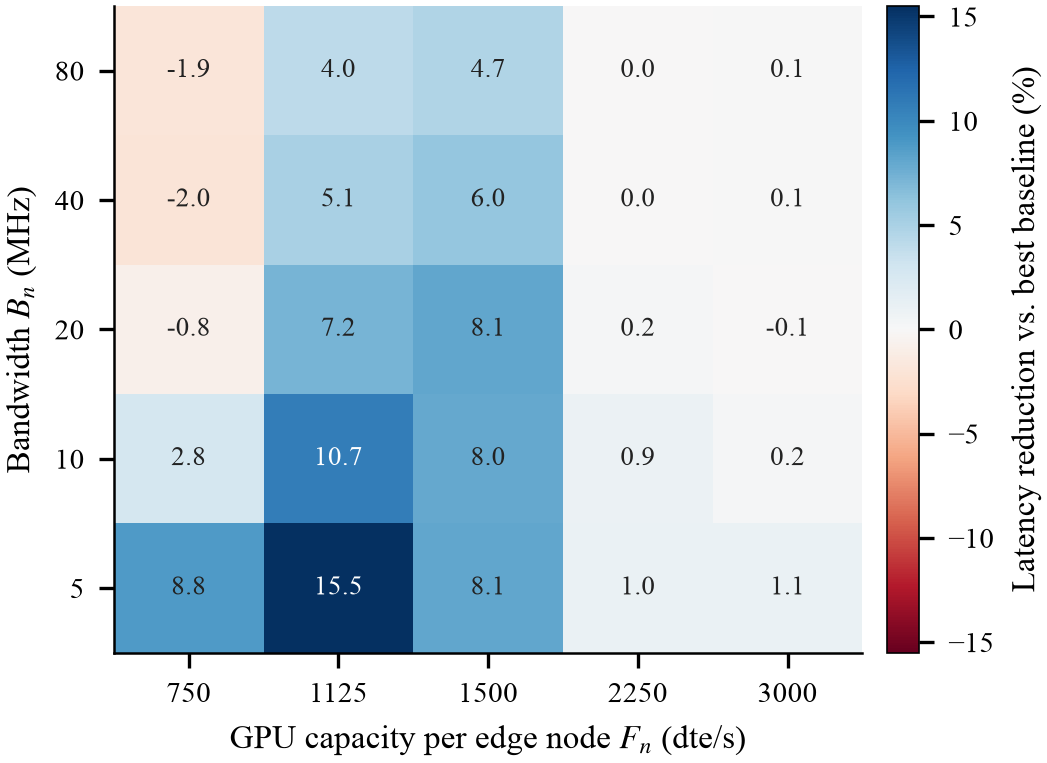 80 -1.9 4.0 4.7 0.0 0.1
40 -2.0 5.1 6.0 0.0 0.1
20 -0.8 7.2 8.1 0.2 -0.1
10 2.8 10.7 8.0 0.9 0.2
5 8.8 15.5 8.1 1.0 1.1
750 1125 1500 2250 3000
GPU capacity per edge node Fₙ (dte/s)
Bandwidth Bₙ (MHz)
15
10
5
0
−5
−10
−15
Latency reduction vs. best baseline (%)